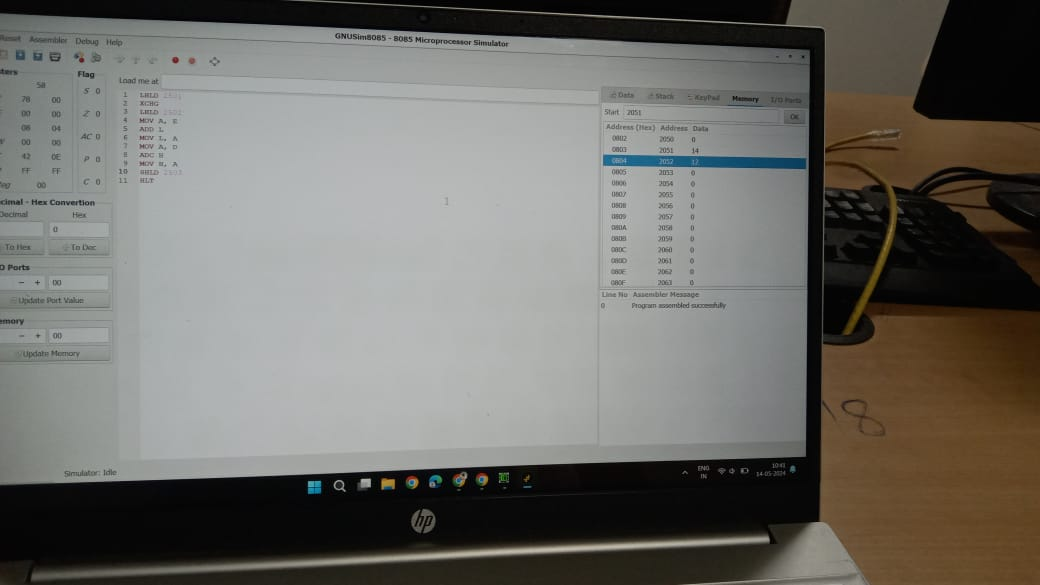 GNUSim8085 - 8085 Microprocessor Simulator
Reset Assembler Debug Help
Flag
58
S 0
78 00
00 00
Z 0
08 04
AC 0
00 00
42 0E
P 0
FF FF
00
C 0
Decimal - Hex Convertion
Decimal Hex
0
To Hex To Dec
I/O Ports
- + 00
Update Port Value
Memory
- + 00
Update Memory
Simulator: Idle
Load me at
1 LHLD
2 XCHG
3 LHLD
4 MOV A, E
5 ADD L
6 MOV L, A
7 MOV A, D
8 ADC H
9 MOV H, A
10 SHLD
11 HLT
Data Stack KeyPad Memory I/O Ports
Start 2051 OK
Address (Hex) Address Data
0802 2050 0
0803 2051 14
0804 2052 12
0805 2053 0
0806 2054 0
0807 2055 0
0808 2056 0
0809 2057 0
080A 2058 0
080B 2059 0
080C 2060 0
080D 2061 0
080E 2062 0
080F 2063 0
Line No Assembler Message
0 Program assembled successfully
ENG
IN
10:41
14-05-2024
hp
18